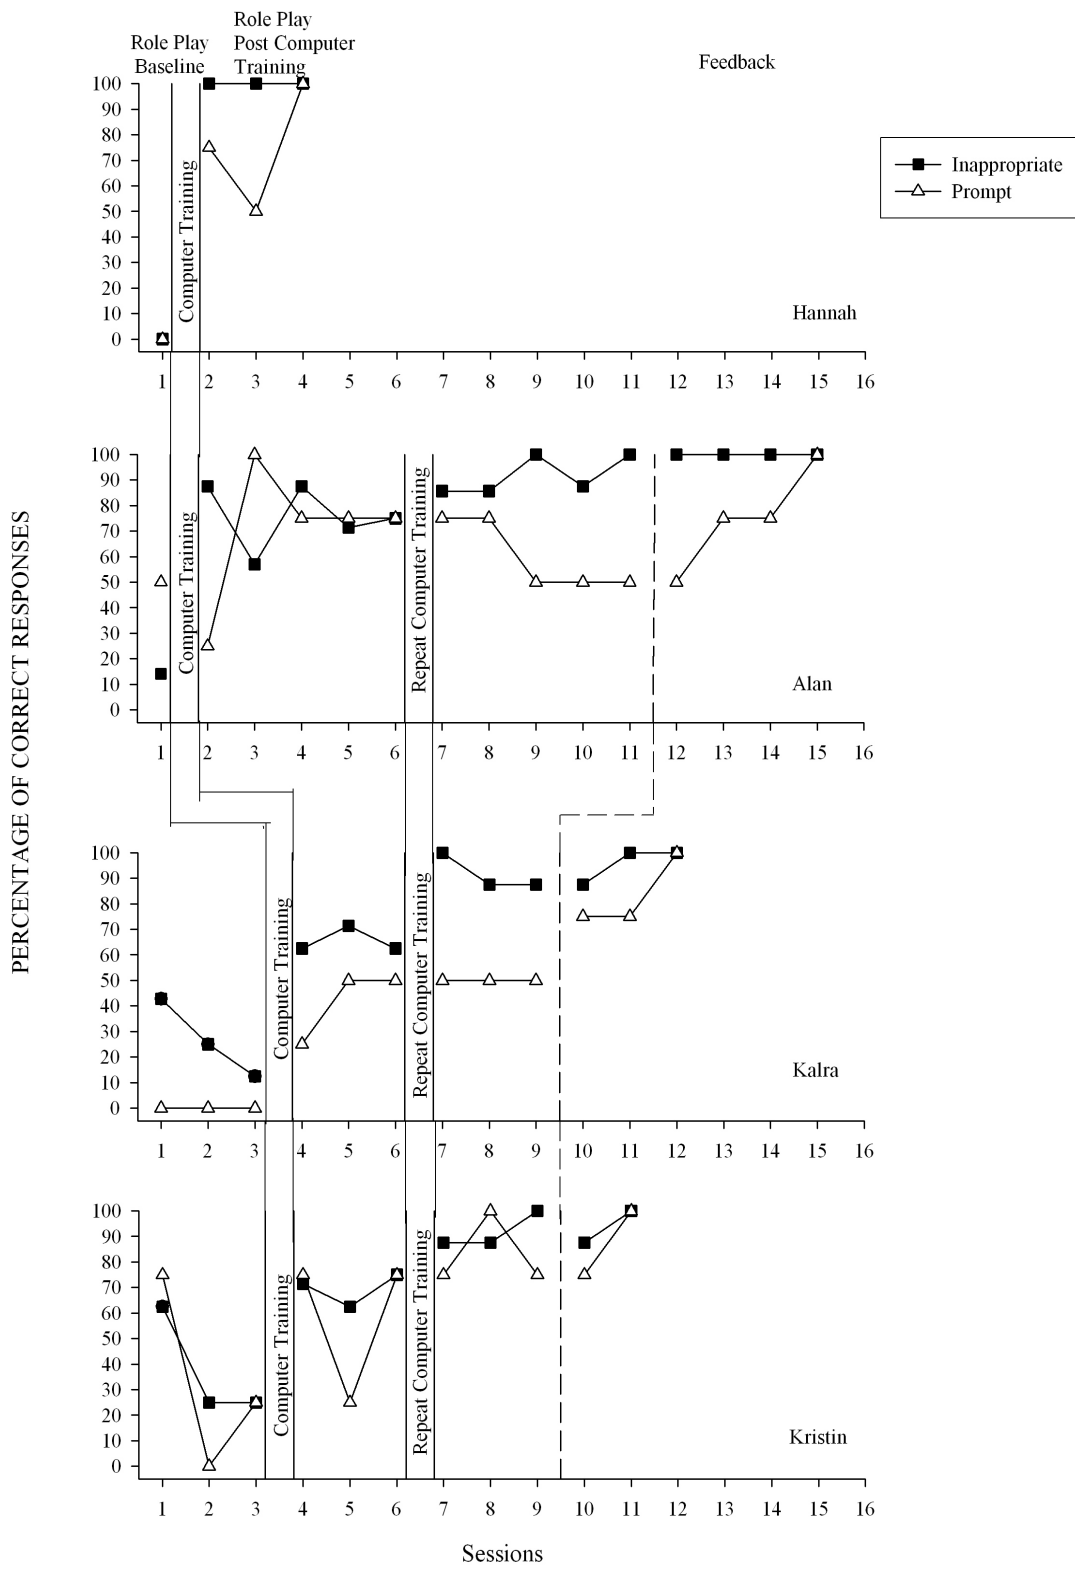 Role Play
Baseline
Role Play
Post Computer
Training
Feedback
100
90
80
70
60
50
40
30
20
10
0
Computer Training
Inappropriate
Prompt
Hannah
1 2 3 4 5 6 7 8 9 10 11 12 13 14 15 16
PERCENTAGE OF CORRECT RESPONSES
100
90
80
70
60
50
40
30
20
10
0
Computer Training
Repeat Computer Training
Alan
1 2 3 4 5 6 7 8 9 10 11 12 13 14 15 16
100
90
80
70
60
50
40
30
20
10
0
Computer Training
Repeat Computer Training
Kalra
1 2 3 4 5 6 7 8 9 10 11 12 13 14 15 16
100
90
80
70
60
50
40
30
20
10
0
Computer Training
Repeat Computer Training
Kristin
1 2 3 4 5 6 7 8 9 10 11 12 13 14 15 16
Sessions